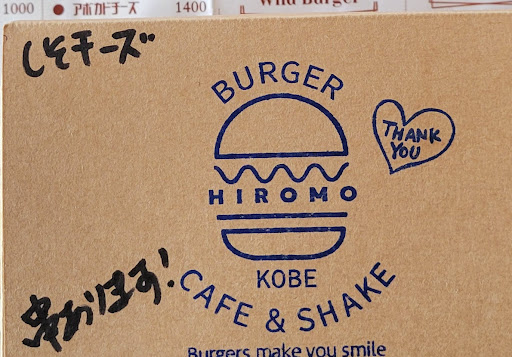 1000 ● アボカドチーズ 1400
Wild Burger
しそチーズ
BURGER
THANK
YOU
HIROMO
KOBE
CAFE & SHAKE
Burgers make you smile